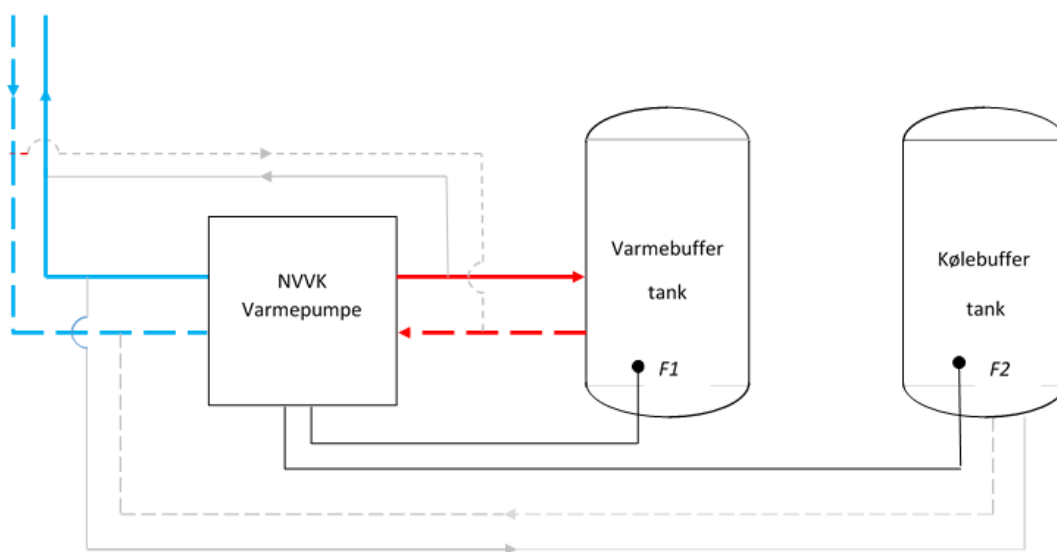 NVVK
Varmepumpe
Varmebuffer
tank
F1
Kølebuffer
tank
F2